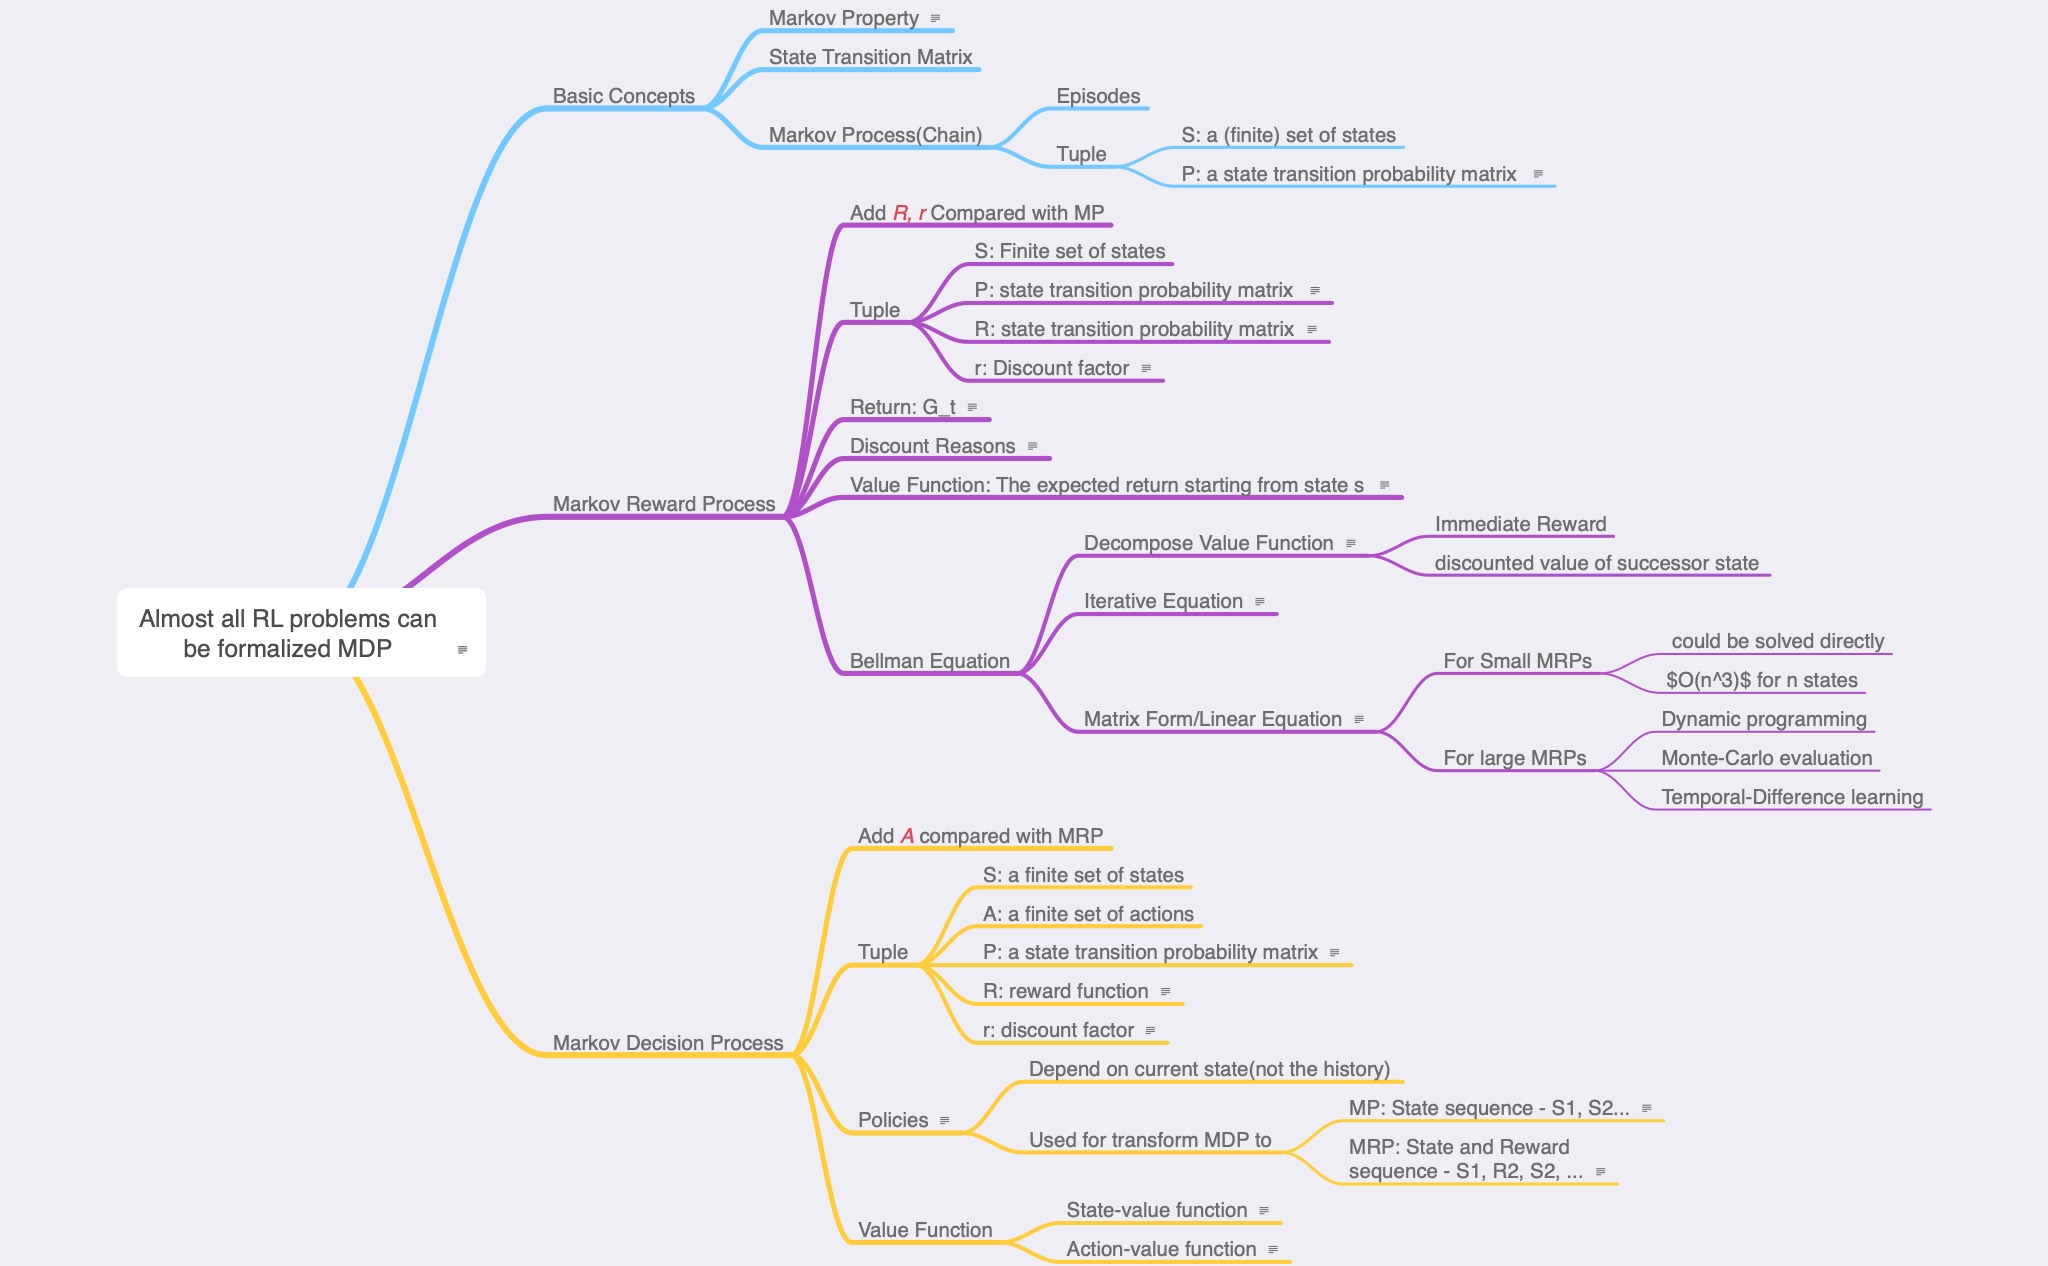 Markov Property
State Transition Matrix
Basic Concepts
Episodes
Markov Process(Chain)
S: a (finite) set of states
Tuple
P: a state transition probability matrix
Add R, r Compared with MP
S: Finite set of states
P: state transition probability matrix
Tuple
R: state transition probability matrix
r: Discount factor
Return: G_t
Discount Reasons
Value Function: The expected return starting from state s
Markov Reward Process
Immediate Reward
Decompose Value Function
discounted value of successor state
Iterative Equation
Almost all RL problems can
be formalized MDP
could be solved directly
Bellman Equation
For Small MRPs
$O(n^3)$ for n states
Matrix Form/Linear Equation
Dynamic programming
For large MRPs
Monte-Carlo evaluation
Temporal-Difference learning
Add A compared with MRP
S: a finite set of states
A: a finite set of actions
Tuple
P: a state transition probability matrix
R: reward function
r: discount factor
Markov Decision Process
Depend on current state(not the history)
Policies
MP: State sequence - S1, S2...
Used for transform MDP to
MRP: State and Reward
sequence - S1, R2, S2, ...
State-value function
Value Function
Action-value function